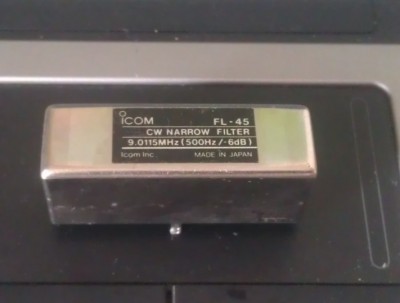 ICOM FL-45
CW NARROW FILTER
9.0115MHz (500Hz/-6dB)
Icom Inc. MADE IN JAPAN